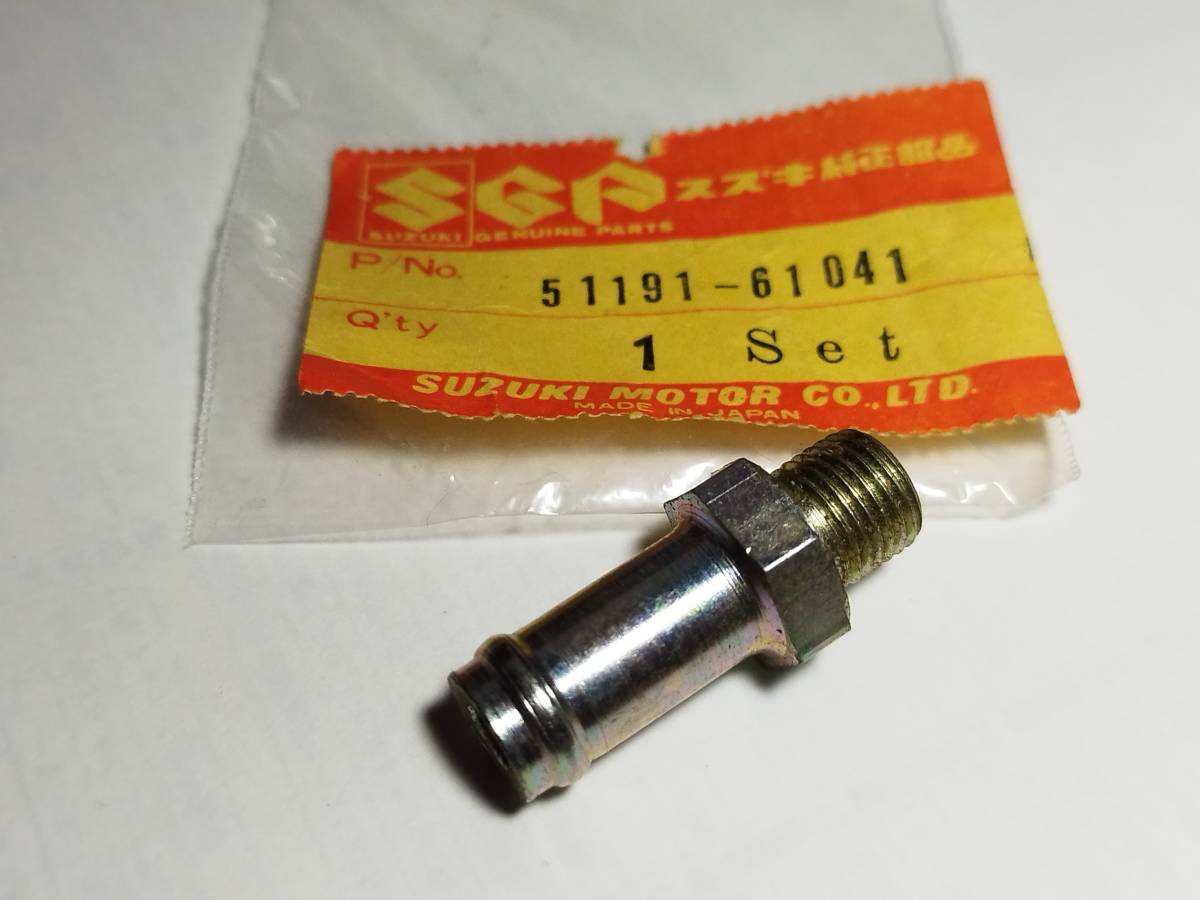 SGP スズキ純正部品
SUZUKI GENUINE PARTS
P/No. 51191-61041
Q'ty 1 Set
SUZUKI MOTOR CO., LTD.
MADE IN JAPAN